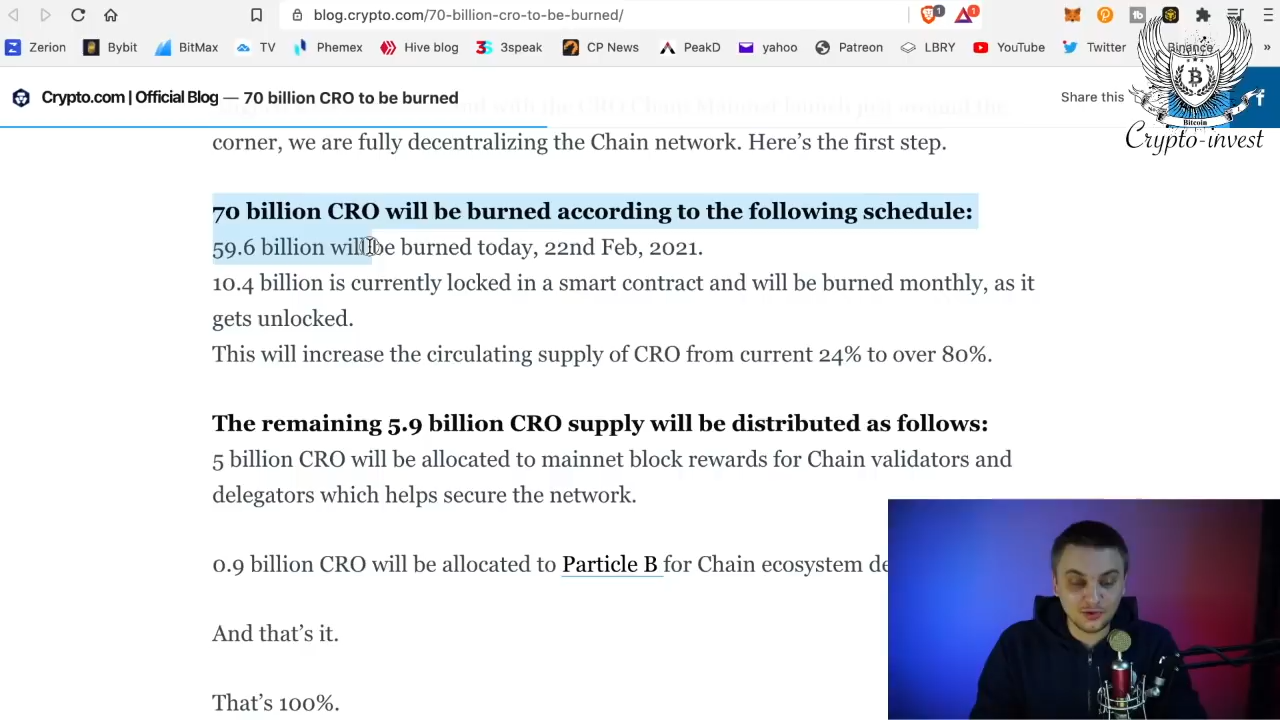 blog.crypto.com/70-billion-cro-to-be-burned/
1
1
Zerion
Bybit
BitMax
TV
Phemex
Hive blog
3speak
CP News
PeakD
yahoo
Patreon
LBRY
YouTube
Twitter
Binance
»
Crypto.com | Official Blog — 70 billion CRO to be burned
Share this
Bitcoin
Crypto-invest
corner, we are fully decentralizing the Chain network. Here’s the first step.
70 billion CRO will be burned according to the following schedule:
59.6 billion will be burned today, 22nd Feb, 2021.
10.4 billion is currently locked in a smart contract and will be burned monthly, as it
gets unlocked.
This will increase the circulating supply of CRO from current 24% to over 80%.
The remaining 5.9 billion CRO supply will be distributed as follows:
5 billion CRO will be allocated to mainnet block rewards for Chain validators and
delegators which helps secure the network.
0.9 billion CRO will be allocated to Particle B for Chain ecosystem de
And that’s it.
That’s 100%.